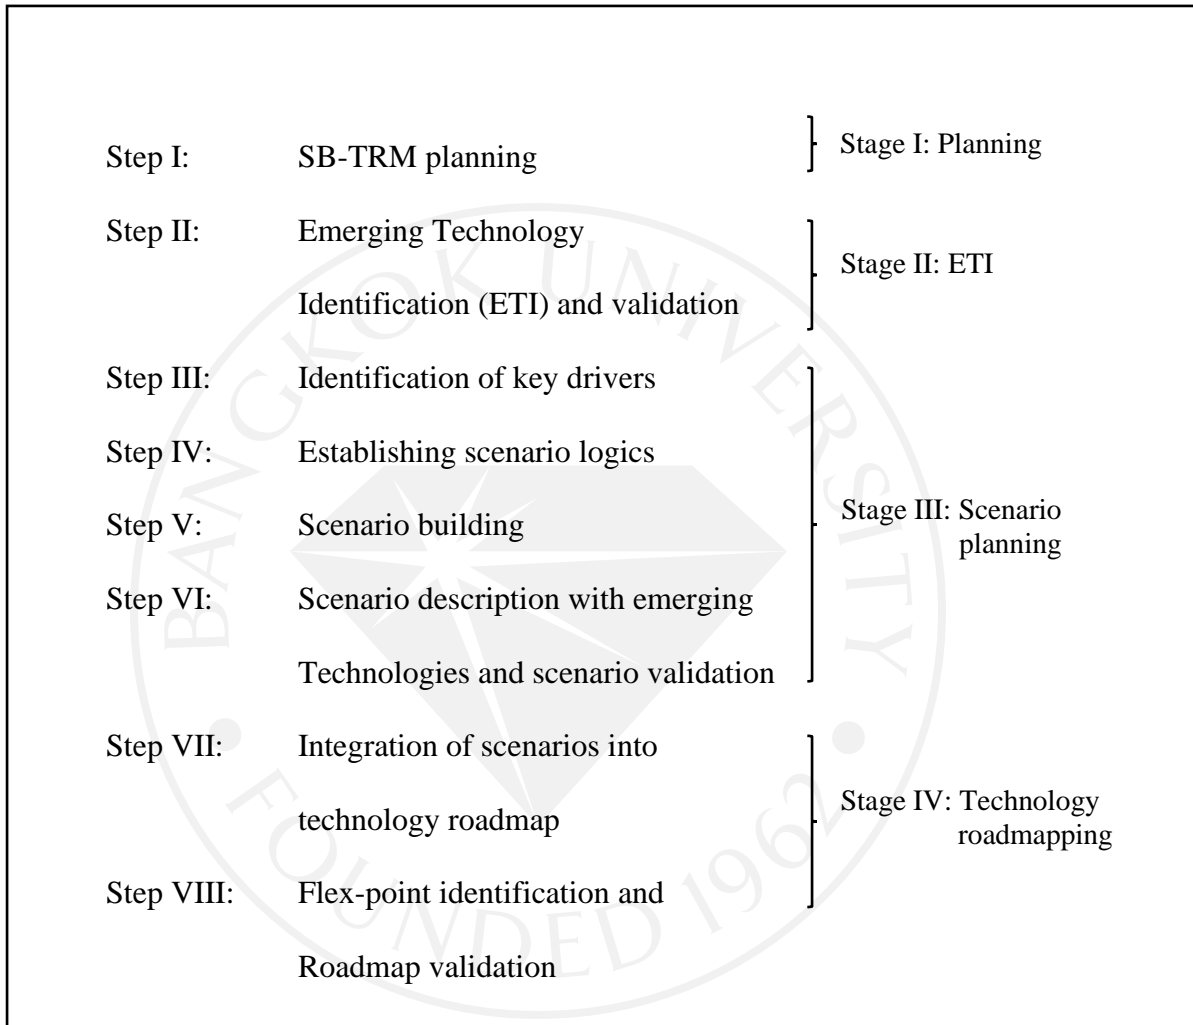 Step I: SB-TRM planning
Stage I: Planning
Step II: Emerging Technology
Identification (ETI) and validation
Stage II: ETI
Step III: Identification of key drivers
Step IV: Establishing scenario logics
Step V: Scenario building
Step VI: Scenario description with emerging
Technologies and scenario validation
Stage III: Scenario
planning
Step VII: Integration of scenarios into
technology roadmap
Step VIII: Flex-point identification and
Roadmap validation
Stage IV: Technology
roadmapping
BANGKOK UNIVERSITY
FOUNDED 1962